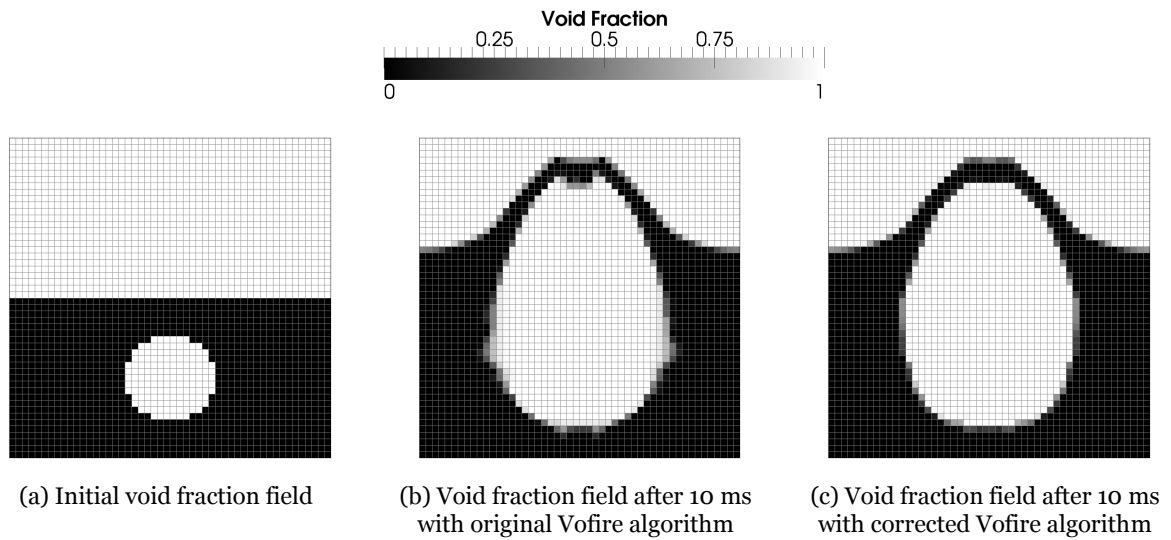 Void Fraction
0.25 0.5 0.75
0 1
(a) Initial void fraction field
(b) Void fraction field after 10 ms
with original Vofire algorithm
(c) Void fraction field after 10 ms
with corrected Vofire algorithm